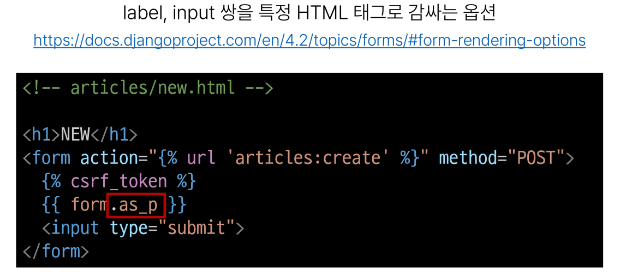 label, input 쌍을 특정 HTML 태그로 감싸는 옵션
https://docs.djangoproject.com/en/4.2/topics/forms/#form-rendering-options
<!-- articles/new.html -->
<h1>NEW</h1>
<form action="{% url 'articles:create' %}" method="POST">
{% csrf_token %}
{{ form.as_p }}
<input type="submit">
</form>